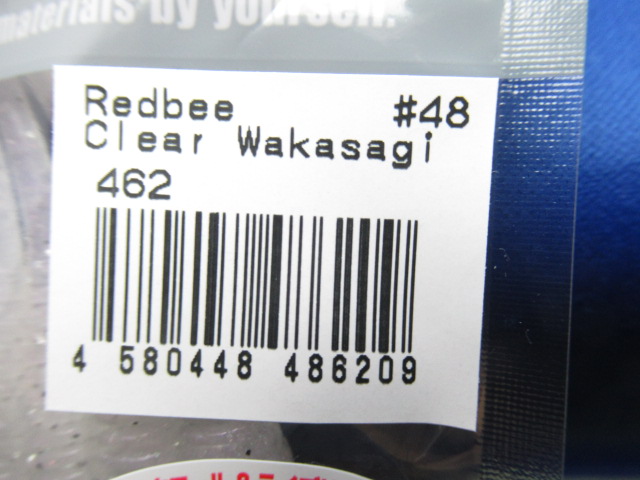 materials by yourself.
Redbee #48
Clear Wakasagi
462
4 580448 486209